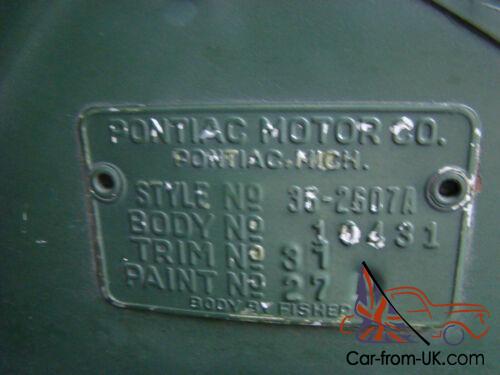 PONTIAC MOTOR CO.
PONTIAC. MICH.
STYLE Nº 35-2607A
BODY Nº 10431
TRIM Nº 31
PAINT Nº 27
BODY BY FISHER
Car-from-UK.com